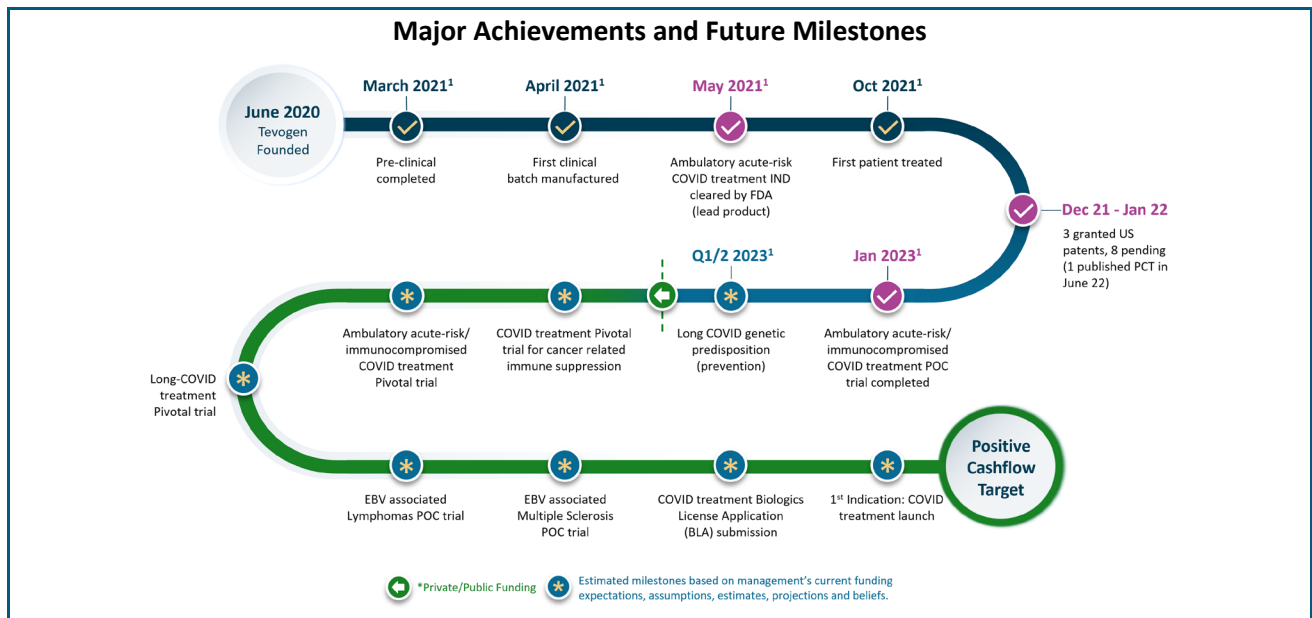 Major Achievements and Future Milestones
June 2020
Tevogen
Founded
March 2021¹
Pre-clinical
completed
April 2021¹
First clinical
batch manufactured
May 2021¹
Ambulatory acute-risk
COVID treatment IND
cleared by FDA
(lead product)
Oct 2021¹
First patient treated
Dec 21 - Jan 22
3 granted US
patents, 8 pending
(1 published PCT in
June 22)
Jan 2023¹
Ambulatory acute-risk/
immunocompromised
COVID treatment POC
trial completed
Q1/2 2023¹
Long COVID genetic
predisposition
(prevention)
COVID treatment Pivotal
trial for cancer related
immune suppression
Ambulatory acute-risk/
immunocompromised
COVID treatment
Pivotal trial
Long-COVID
treatment
Pivotal trial
EBV associated
Lymphomas POC trial
EBV associated
Multiple Sclerosis
POC trial
COVID treatment Biologics
License Application
(BLA) submission
1st Indication: COVID
treatment launch
Positive
Cashflow
Target
*Private/Public Funding
Estimated milestones based on management's current funding
expectations, assumptions, estimates, projections and beliefs.